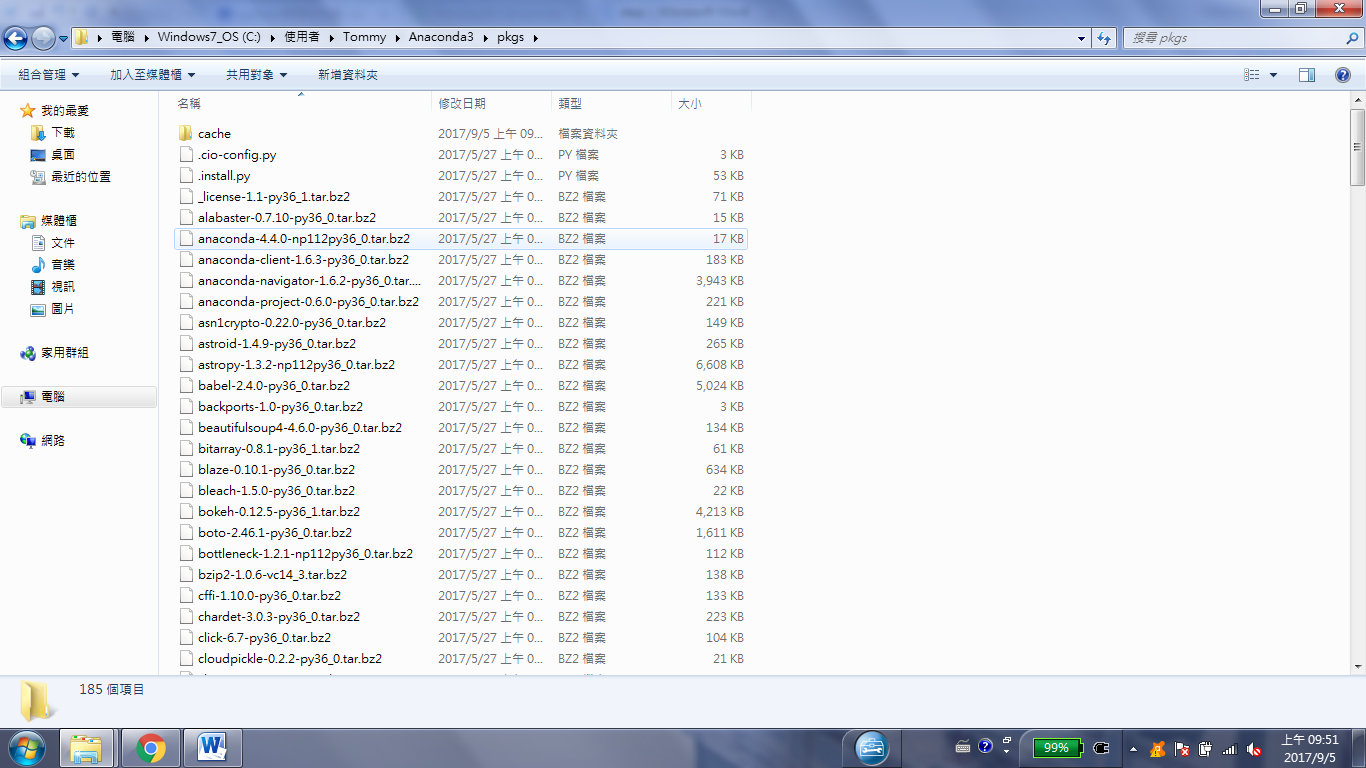 電腦 Windows7_OS (C:) 使用者 Tommy Anaconda3 pkgs
搜尋 pkgs
組合管理 加入至媒體櫃 共用對象 新增資料夾
名稱 修改日期 類型 大小
我的最愛
下載
桌面
最近的位置
媒體櫃
文件
音樂
視訊
圖片
家用群組
電腦
網路
cache 2017/9/5 上午 09... 檔案資料夾
.cio-config.py 2017/5/27 上午 0... PY 檔案 3 KB
.install.py 2017/5/27 上午 0... PY 檔案 53 KB
_license-1.1-py36_1.tar.bz2 2017/5/27 上午 0... BZ2 檔案 71 KB
alabaster-0.7.10-py36_0.tar.bz2 2017/5/27 上午 0... BZ2 檔案 15 KB
anaconda-4.4.0-np112py36_0.tar.bz2 2017/5/27 上午 0... BZ2 檔案 17 KB
anaconda-client-1.6.3-py36_0.tar.bz2 2017/5/27 上午 0... BZ2 檔案 183 KB
anaconda-navigator-1.6.2-py36_0.tar.... 2017/5/27 上午 0... BZ2 檔案 3,943 KB
anaconda-project-0.6.0-py36_0.tar.bz2 2017/5/27 上午 0... BZ2 檔案 221 KB
asn1crypto-0.22.0-py36_0.tar.bz2 2017/5/27 上午 0... BZ2 檔案 149 KB
astroid-1.4.9-py36_0.tar.bz2 2017/5/27 上午 0... BZ2 檔案 265 KB
astropy-1.3.2-np112py36_0.tar.bz2 2017/5/27 上午 0... BZ2 檔案 6,608 KB
babel-2.4.0-py36_0.tar.bz2 2017/5/27 上午 0... BZ2 檔案 5,024 KB
backports-1.0-py36_0.tar.bz2 2017/5/27 上午 0... BZ2 檔案 3 KB
beautifulsoup4-4.6.0-py36_0.tar.bz2 2017/5/27 上午 0... BZ2 檔案 134 KB
bitarray-0.8.1-py36_1.tar.bz2 2017/5/27 上午 0... BZ2 檔案 61 KB
blaze-0.10.1-py36_0.tar.bz2 2017/5/27 上午 0... BZ2 檔案 634 KB
bleach-1.5.0-py36_0.tar.bz2 2017/5/27 上午 0... BZ2 檔案 22 KB
bokeh-0.12.5-py36_1.tar.bz2 2017/5/27 上午 0... BZ2 檔案 4,213 KB
boto-2.46.1-py36_0.tar.bz2 2017/5/27 上午 0... BZ2 檔案 1,611 KB
bottleneck-1.2.1-np112py36_0.tar.bz2 2017/5/27 上午 0... BZ2 檔案 112 KB
bzip2-1.0.6-vc14_3.tar.bz2 2017/5/27 上午 0... BZ2 檔案 138 KB
cffi-1.10.0-py36_0.tar.bz2 2017/5/27 上午 0... BZ2 檔案 133 KB
chardet-3.0.3-py36_0.tar.bz2 2017/5/27 上午 0... BZ2 檔案 223 KB
click-6.7-py36_0.tar.bz2 2017/5/27 上午 0... BZ2 檔案 104 KB
cloudpickle-0.2.2-py36_0.tar.bz2 2017/5/27 上午 0... BZ2 檔案 21 KB
185 個項目
99%
上午 09:51
2017/9/5